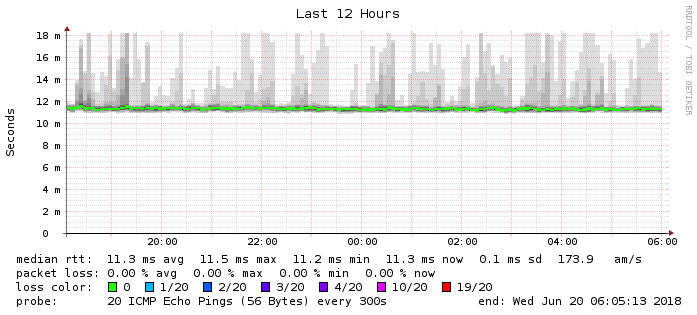 Last 12 Hours
RRDTOOL / TOBI OETIKER
Seconds
18 m
16 m
14 m
12 m
10 m
8 m
6 m
4 m
2 m
0
20:00 22:00 00:00 02:00 04:00 06:00
median rtt: 11.3 ms avg 11.5 ms max 11.2 ms min 11.3 ms now 0.1 ms sd 173.9 am/s
packet loss: 0.00 % avg 0.00 % max 0.00 % min 0.00 % now
loss color: 0 1/20 2/20 3/20 4/20 10/20 19/20
probe: 20 ICMP Echo Pings (56 Bytes) every 300s end: Wed Jun 20 06:05:13 2018